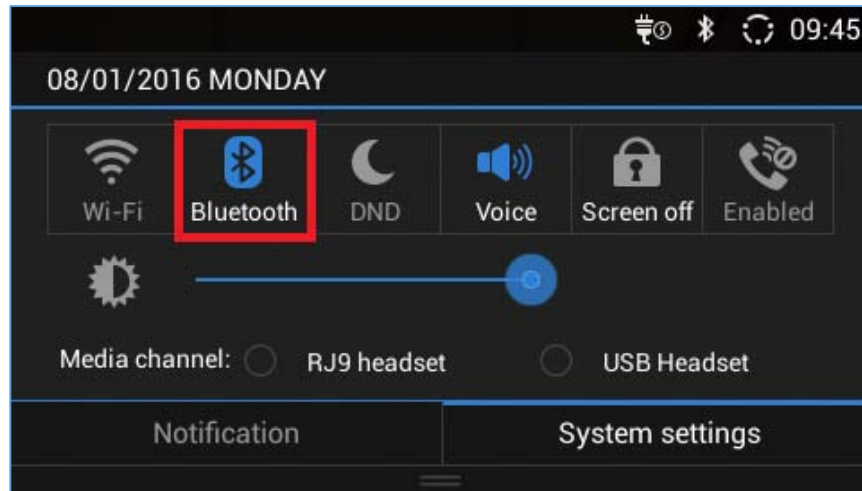 09:45
08/01/2016 MONDAY
Wi-Fi Bluetooth DND Voice Screen off Enabled
Media channel: RJ9 headset USB Headset
Notification System settings